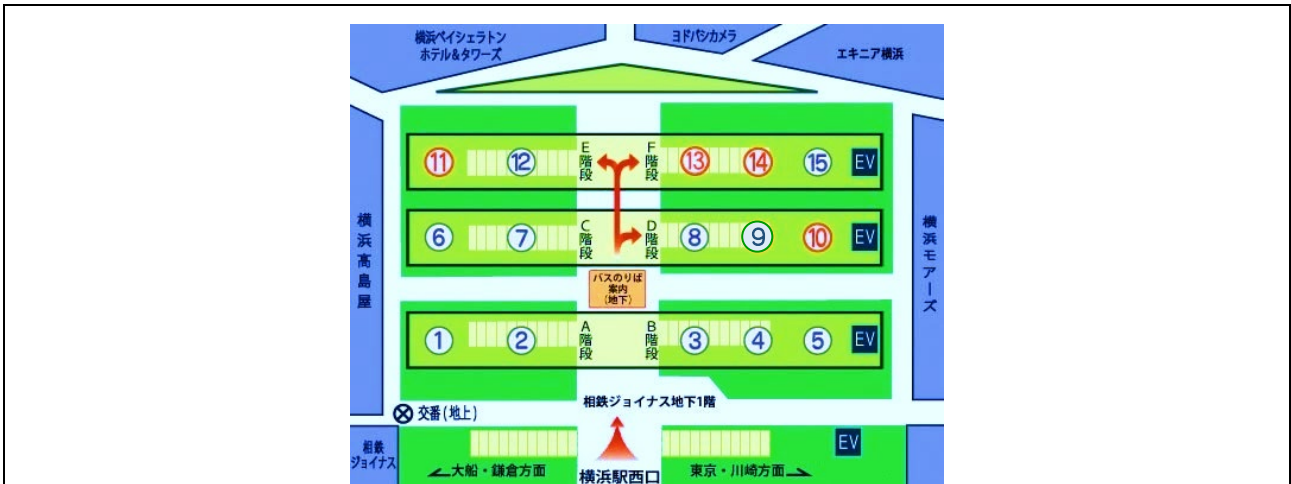 横浜ベイシェラトン
ホテル&タワーズ
ヨドバシカメラ
エキニア横浜
⑪
⑫
E階段
F階段
⑬
⑭
⑮
EV
横浜高島屋
⑥
⑦
C階段
D階段
⑧
⑨
⑩
EV
横浜モアーズ
バスのりば
案内
(地下)
①
②
A階段
B階段
③
④
⑤
EV
相鉄ジョイナス地下1階
交番(地上)
相鉄
ジョイナス
大船・鎌倉方面
横浜駅西口
東京・川崎方面
EV